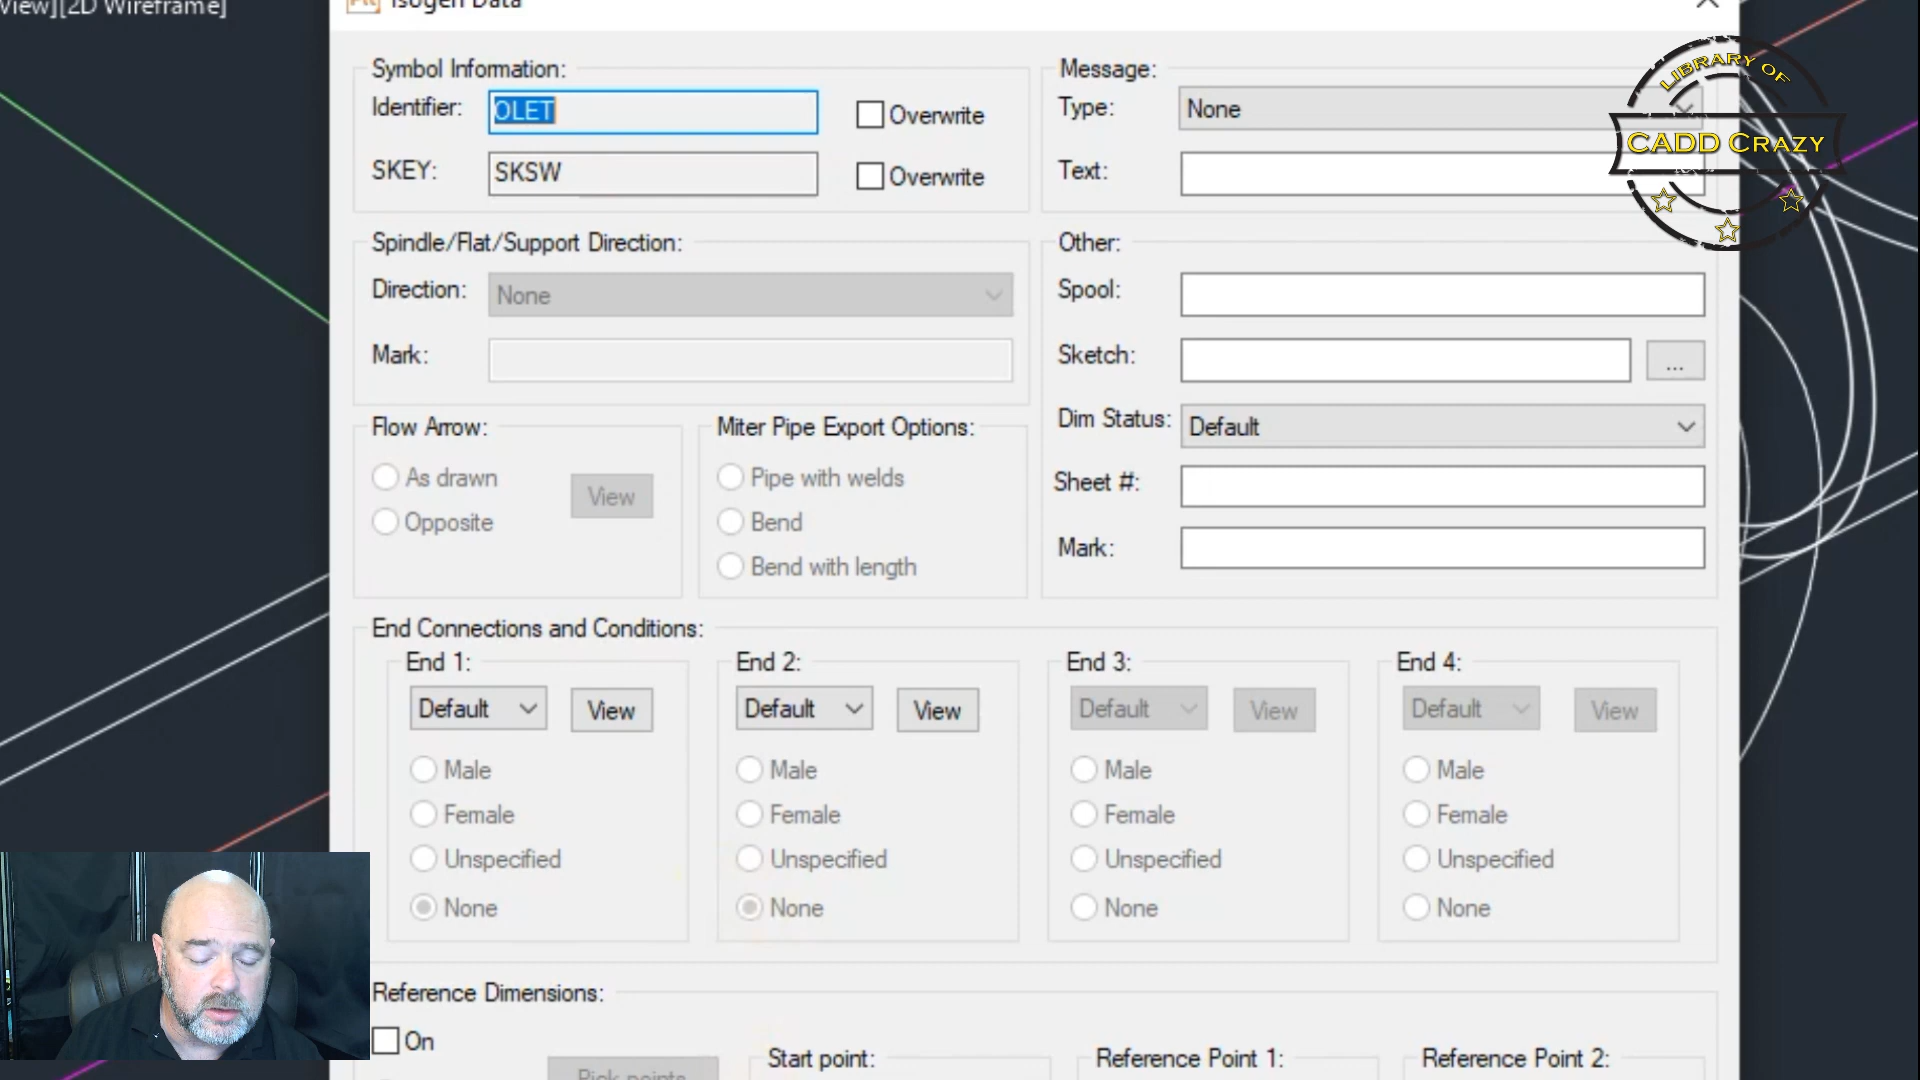 View][2D Wireframe]
Isogen Data
Symbol Information:
Identifier: OLET Overwrite
SKEY: SKSW Overwrite
Message:
Type: None
Text:
LIBRARY OF
CADD CRAZY
Spindle/Flat/Support Direction:
Direction: None
Mark:
Other:
Spool:
Sketch: ...
Dim Status: Default
Sheet #:
Mark:
Flow Arrow:
As drawn
View
Opposite
Miter Pipe Export Options:
Pipe with welds
Bend
Bend with length
End Connections and Conditions:
End 1: End 2: End 3: End 4:
Default View Default View Default View Default View
Male Male Male Male
Female Female Female Female
Unspecified Unspecified Unspecified Unspecified
None None None None
Reference Dimensions:
On
Pick points
Start point: Reference Point 1: Reference Point 2: